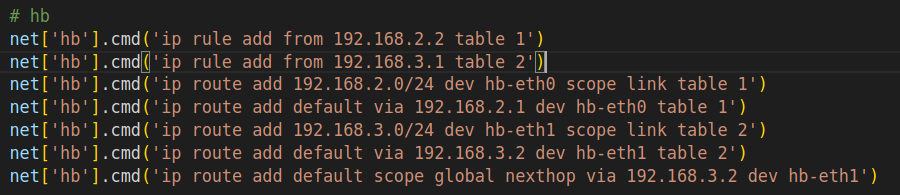 # hb
net['hb'].cmd('ip rule add from 192.168.2.2 table 1')
net['hb'].cmd('ip rule add from 192.168.3.1 table 2')
net['hb'].cmd('ip route add 192.168.2.0/24 dev hb-eth0 scope link table 1')
net['hb'].cmd('ip route add default via 192.168.2.1 dev hb-eth0 table 1')
net['hb'].cmd('ip route add 192.168.3.0/24 dev hb-eth1 scope link table 2')
net['hb'].cmd('ip route add default via 192.168.3.2 dev hb-eth1 table 2')
net['hb'].cmd('ip route add default scope global nexthop via 192.168.3.2 dev hb-eth1')